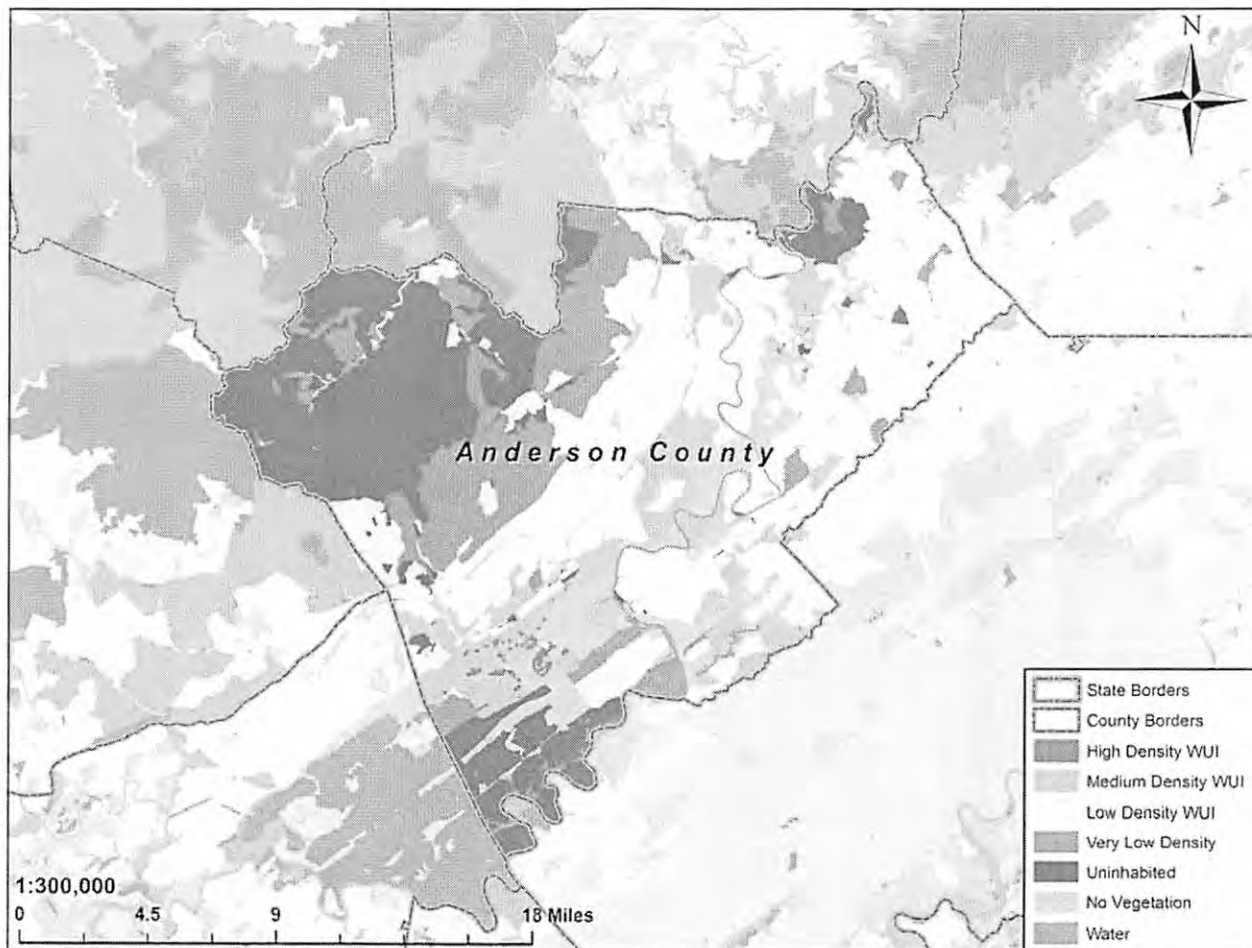 N
Anderson County
State Borders
County Borders
High Density WUI
Medium Density WUI
Low Density WUI
Very Low Density
Uninhabited
No Vegetation
Water
1:300,000
0 4.5 9 18 Miles